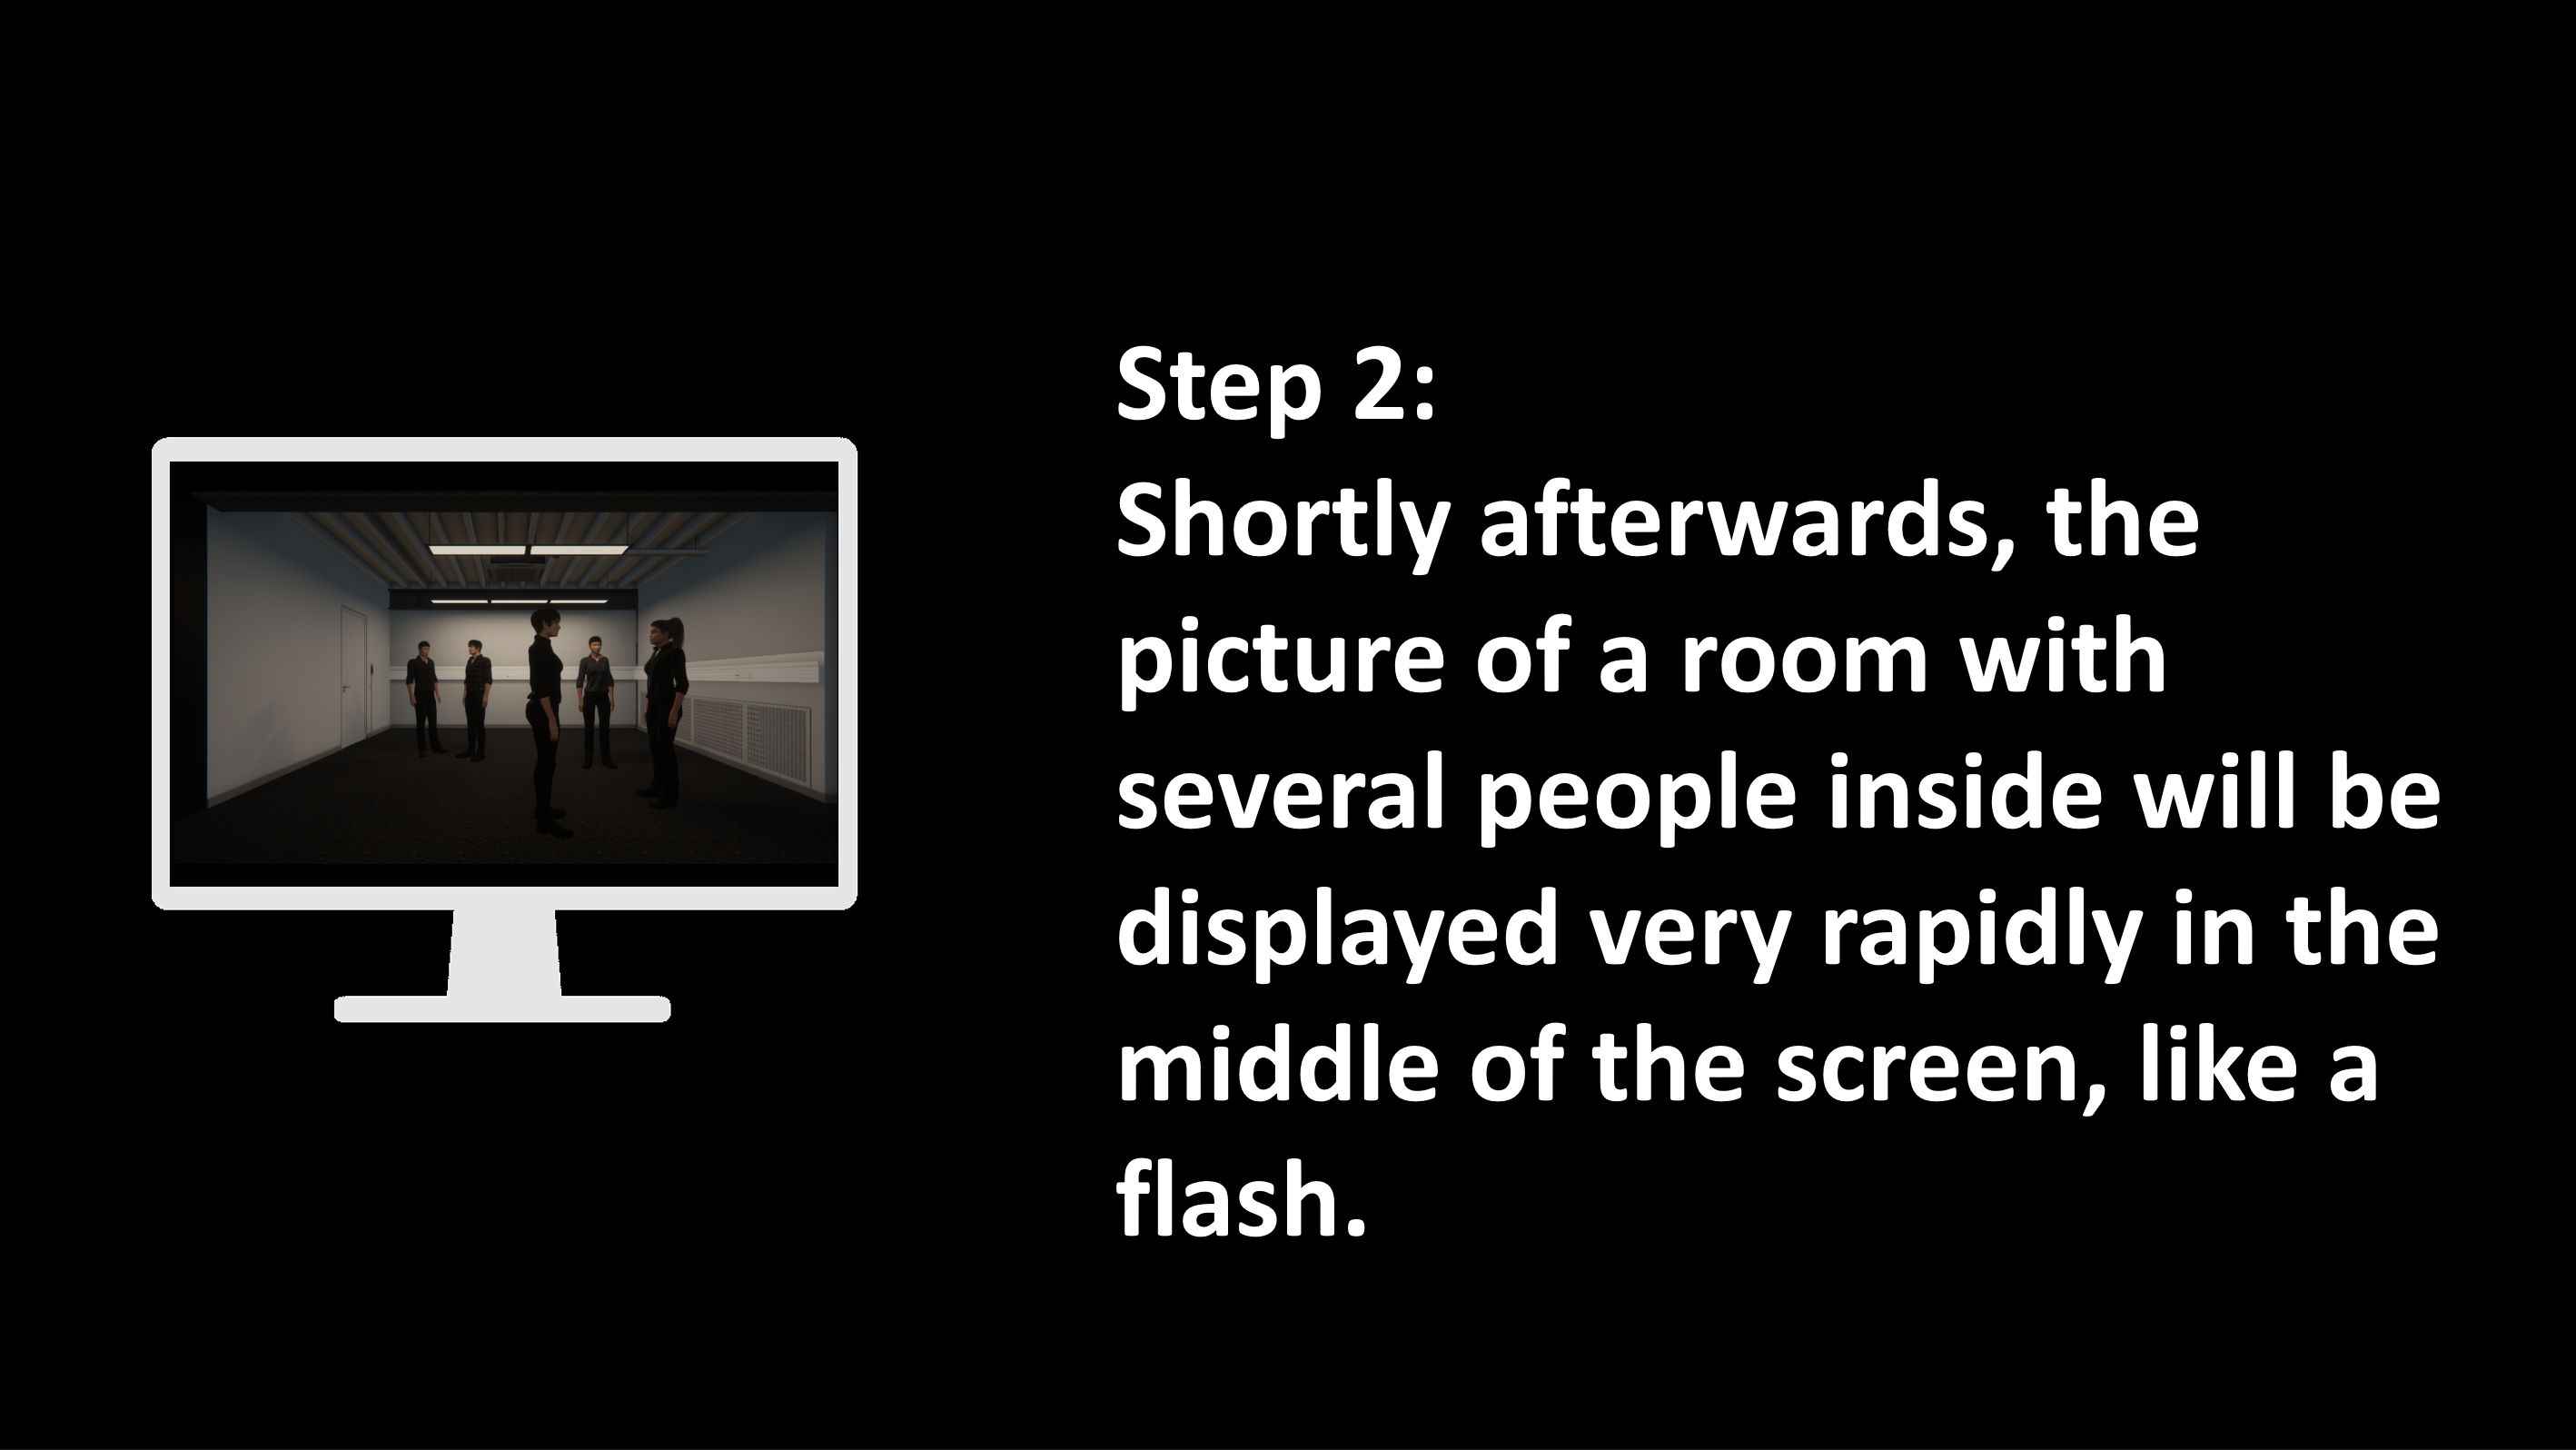 Step 2:
Shortly afterwards, the
picture of a room with
several people inside will be
displayed very rapidly in the
middle of the screen, like a
flash.